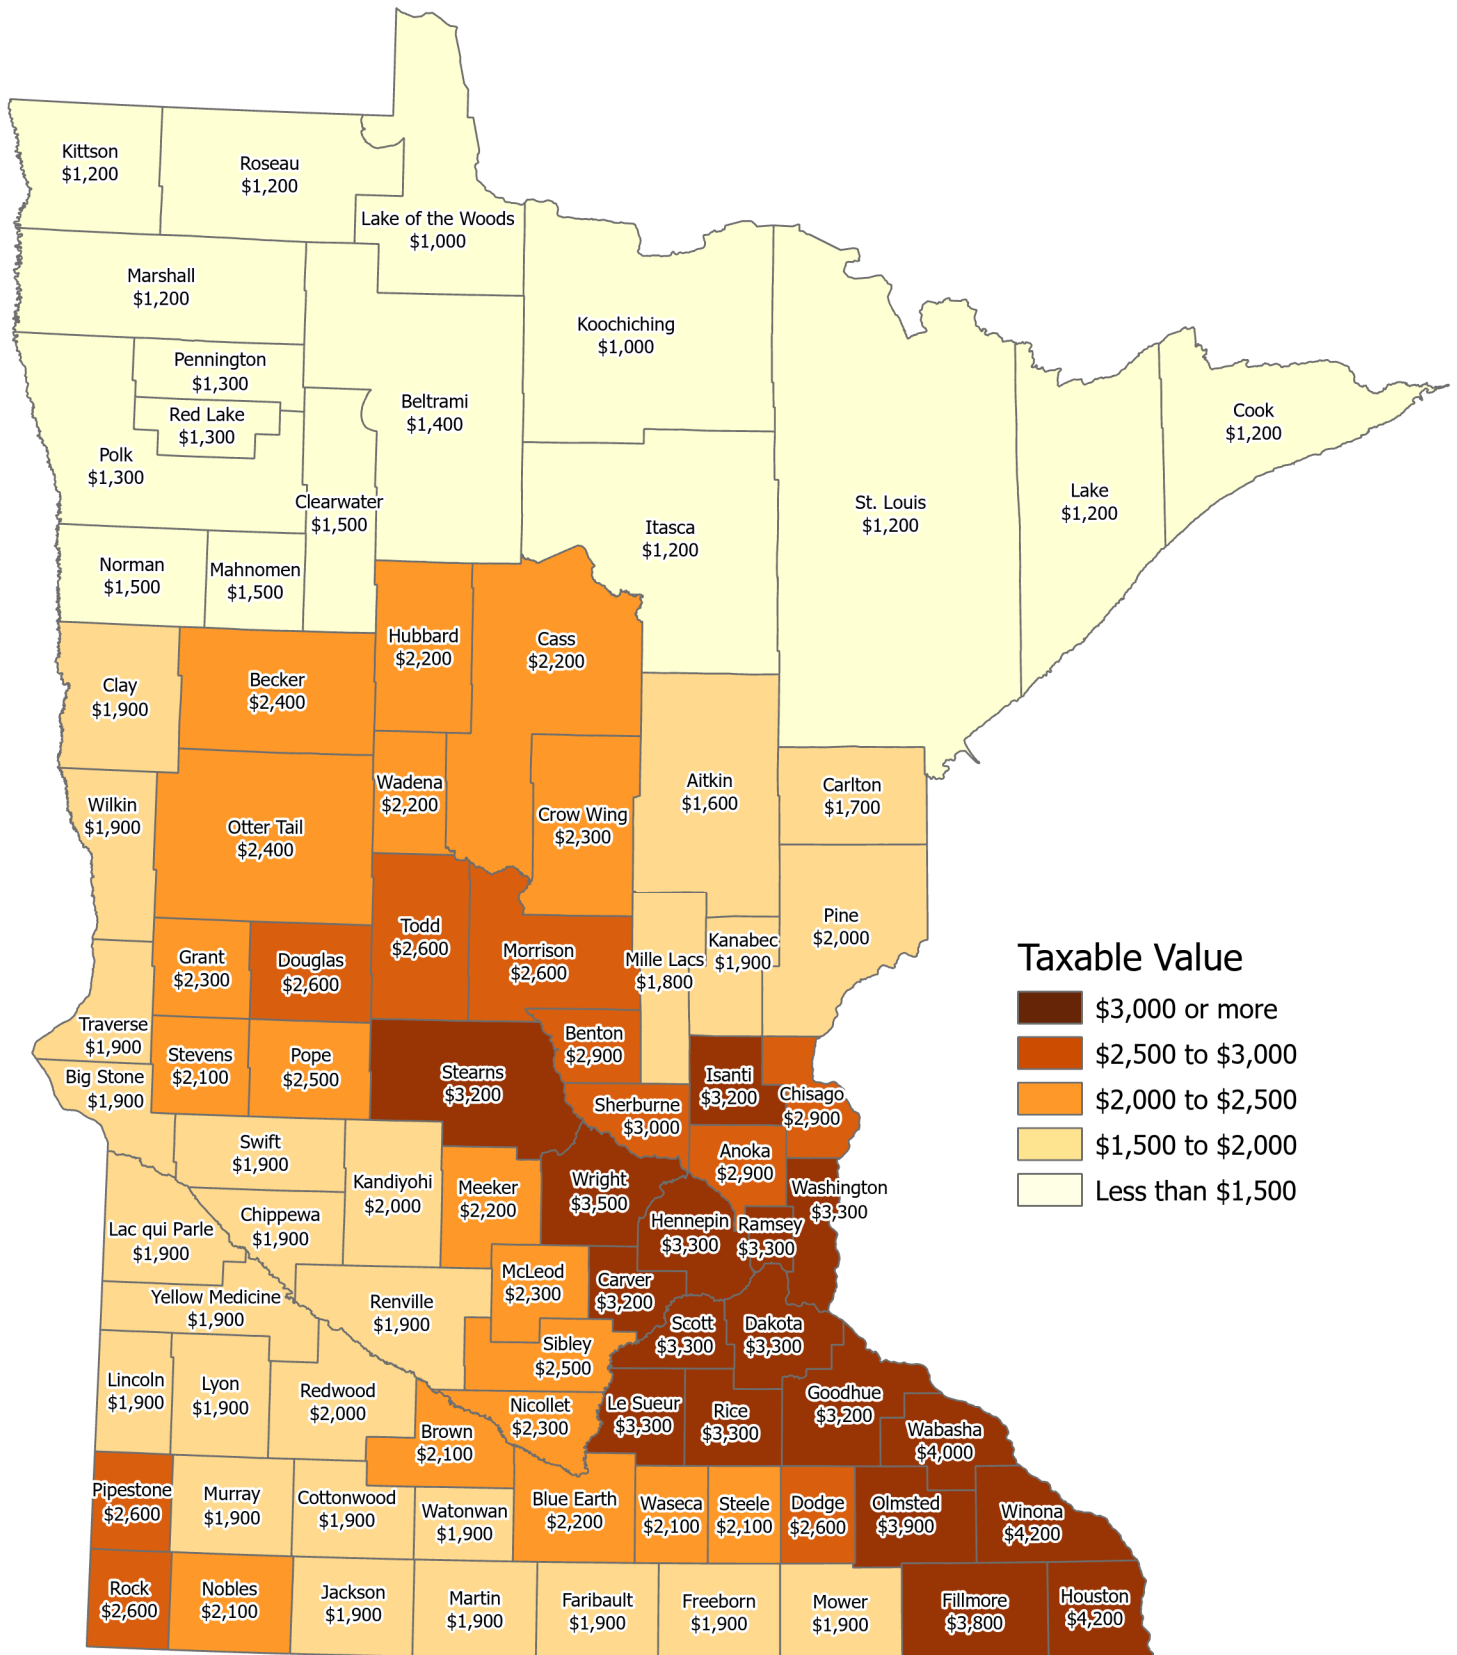 Kittson
$1,200
Roseau
$1,200
Lake of the Woods
$1,000
Marshall
$1,200
Koochiching
$1,000
Pennington
$1,300
Red Lake
$1,300
Beltrami
$1,400
Polk
$1,300
Cook
$1,200
Clearwater
$1,500
St. Louis
$1,200
Lake
$1,200
Itasca
$1,200
Norman
$1,500
Mahnomen
$1,500
Hubbard
$2,200
Cass
$2,200
Clay
$1,900
Becker
$2,400
Wadena
$2,200
Aitkin
$1,600
Carlton
$1,700
Wilkin
$1,900
Otter Tail
$2,400
Crow Wing
$2,300
Todd
$2,600
Morrison
$2,600
Pine
$2,000
Kanabec
$1,900
Mille Lacs
$1,800
Grant
$2,300
Douglas
$2,600
Taxable Value
$3,000 or more
$2,500 to $3,000
$2,000 to $2,500
$1,500 to $2,000
Less than $1,500
Traverse
$1,900
Stevens
$2,100
Pope
$2,500
Benton
$2,900
Big Stone
$1,900
Stearns
$3,200
Isanti
$3,200
Chisago
$2,900
Sherburne
$3,000
Swift
$1,900
Anoka
$2,900
Kandiyohi
$2,000
Meeker
$2,200
Wright
$3,500
Washington
$3,300
Lac qui Parle
$1,900
Chippewa
$1,900
Hennepin
$3,300
Ramsey
$3,300
McLeod
$2,300
Carver
$3,200
Yellow Medicine
$1,900
Renville
$1,900
Scott
$3,300
Dakota
$3,300
Sibley
$2,500
Lincoln
$1,900
Lyon
$1,900
Redwood
$2,000
Nicollet
$2,300
Le Sueur
$3,300
Rice
$3,300
Goodhue
$3,200
Brown
$2,100
Wabasha
$4,000
Pipestone
$2,600
Murray
$1,900
Cottonwood
$1,900
Watonwan
$1,900
Blue Earth
$2,200
Waseca
$2,100
Steele
$2,100
Dodge
$2,600
Olmsted
$3,900
Winona
$4,200
Rock
$2,600
Nobles
$2,100
Jackson
$1,900
Martin
$1,900
Faribault
$1,900
Freeborn
$1,900
Mower
$1,900
Fillmore
$3,800
Houston
$4,200